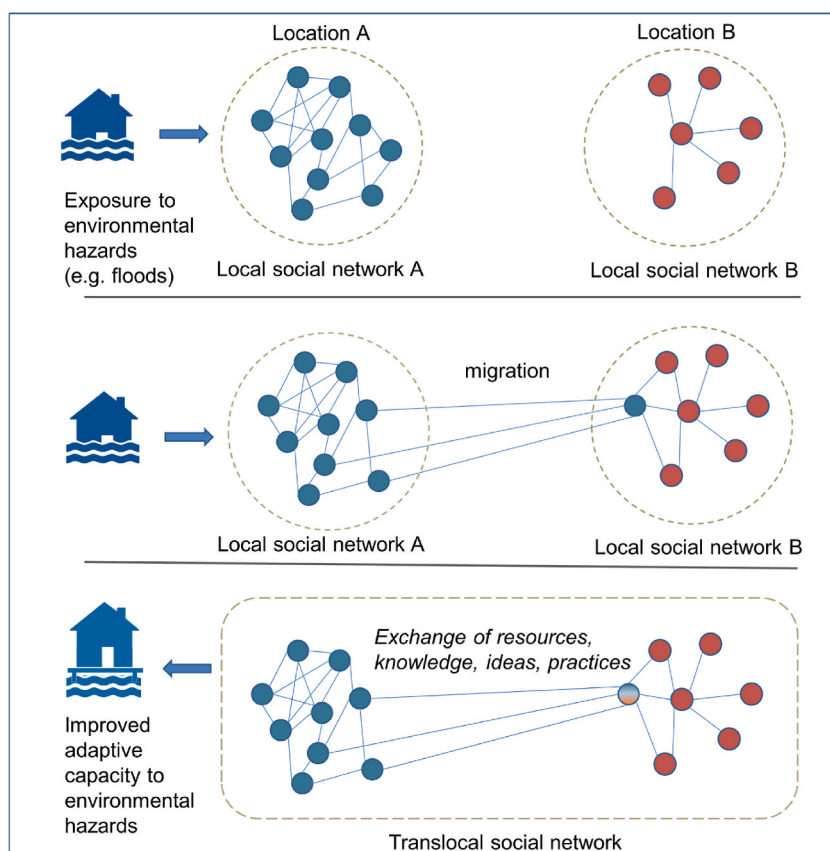 Location A
Location B
Exposure to
environmental
hazards
(e.g. floods)
Local social network A
Local social network B
migration
Local social network A
Local social network B
Exchange of resources,
knowledge, ideas, practices
Improved
adaptive
capacity to
environmental
hazards
Translocal social network